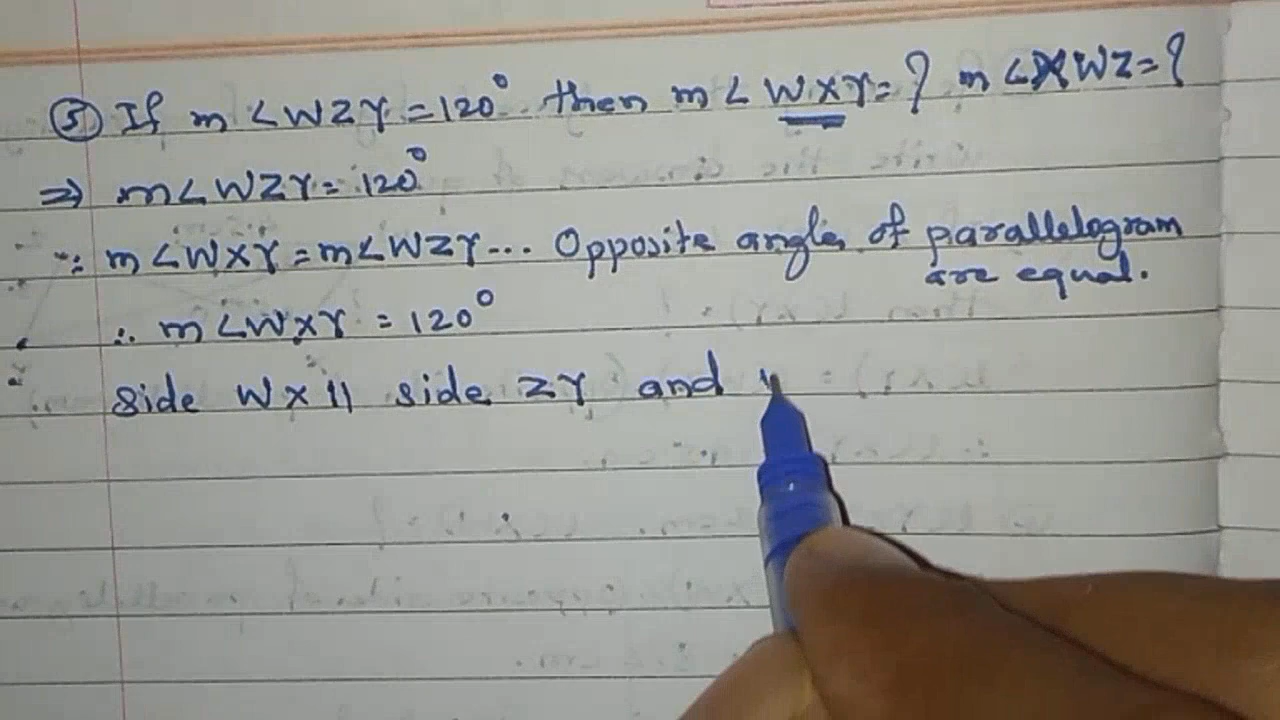 ⑤ If m∠WZY=120° then m∠WXY=? m∠XWZ=?
⇒ m∠WZY=120°
∵ m∠WXY=m∠WZY... Opposite angles of parallelogram
are equal.
∴ m∠WXY = 120°
side WX || side ZY and